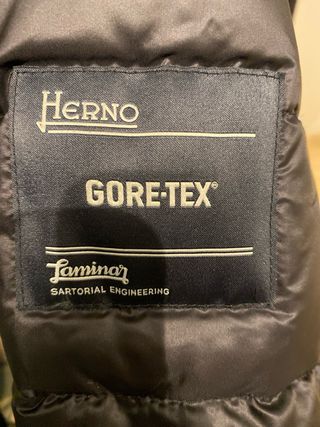 HERNO
GORE-TEX®
Laminar
SARTORIAL ENGINEERING